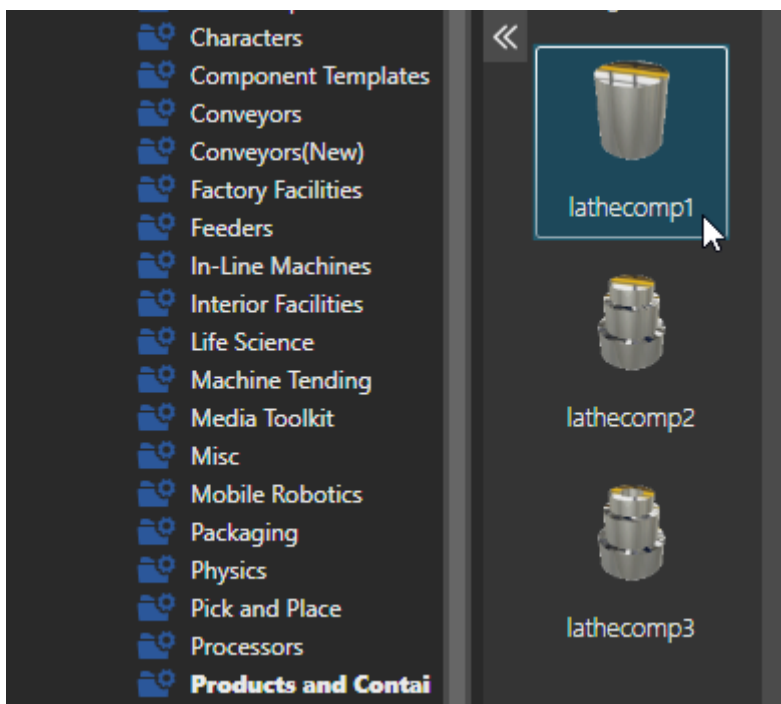 Characters
Component Templates
Conveyors
Conveyors(New)
Factory Facilities
Feeders
In-Line Machines
Interior Facilities
Life Science
Machine Tending
Media Toolkit
Misc
Mobile Robotics
Packaging
Physics
Pick and Place
Processors
Products and Contai
lathecomp1
lathecomp2
lathecomp3